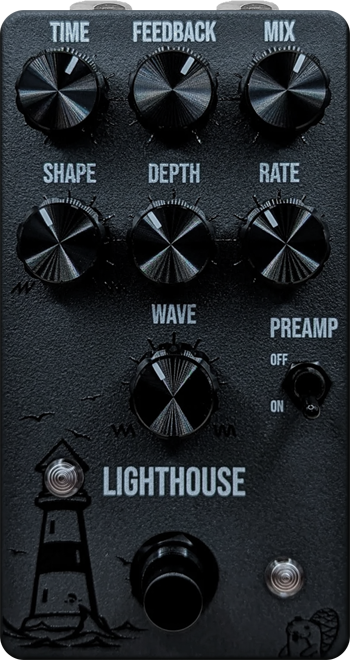 TIME FEEDBACK MIX
SHAPE DEPTH RATE
WAVE
PREAMP
OFF
ON
LIGHTHOUSE